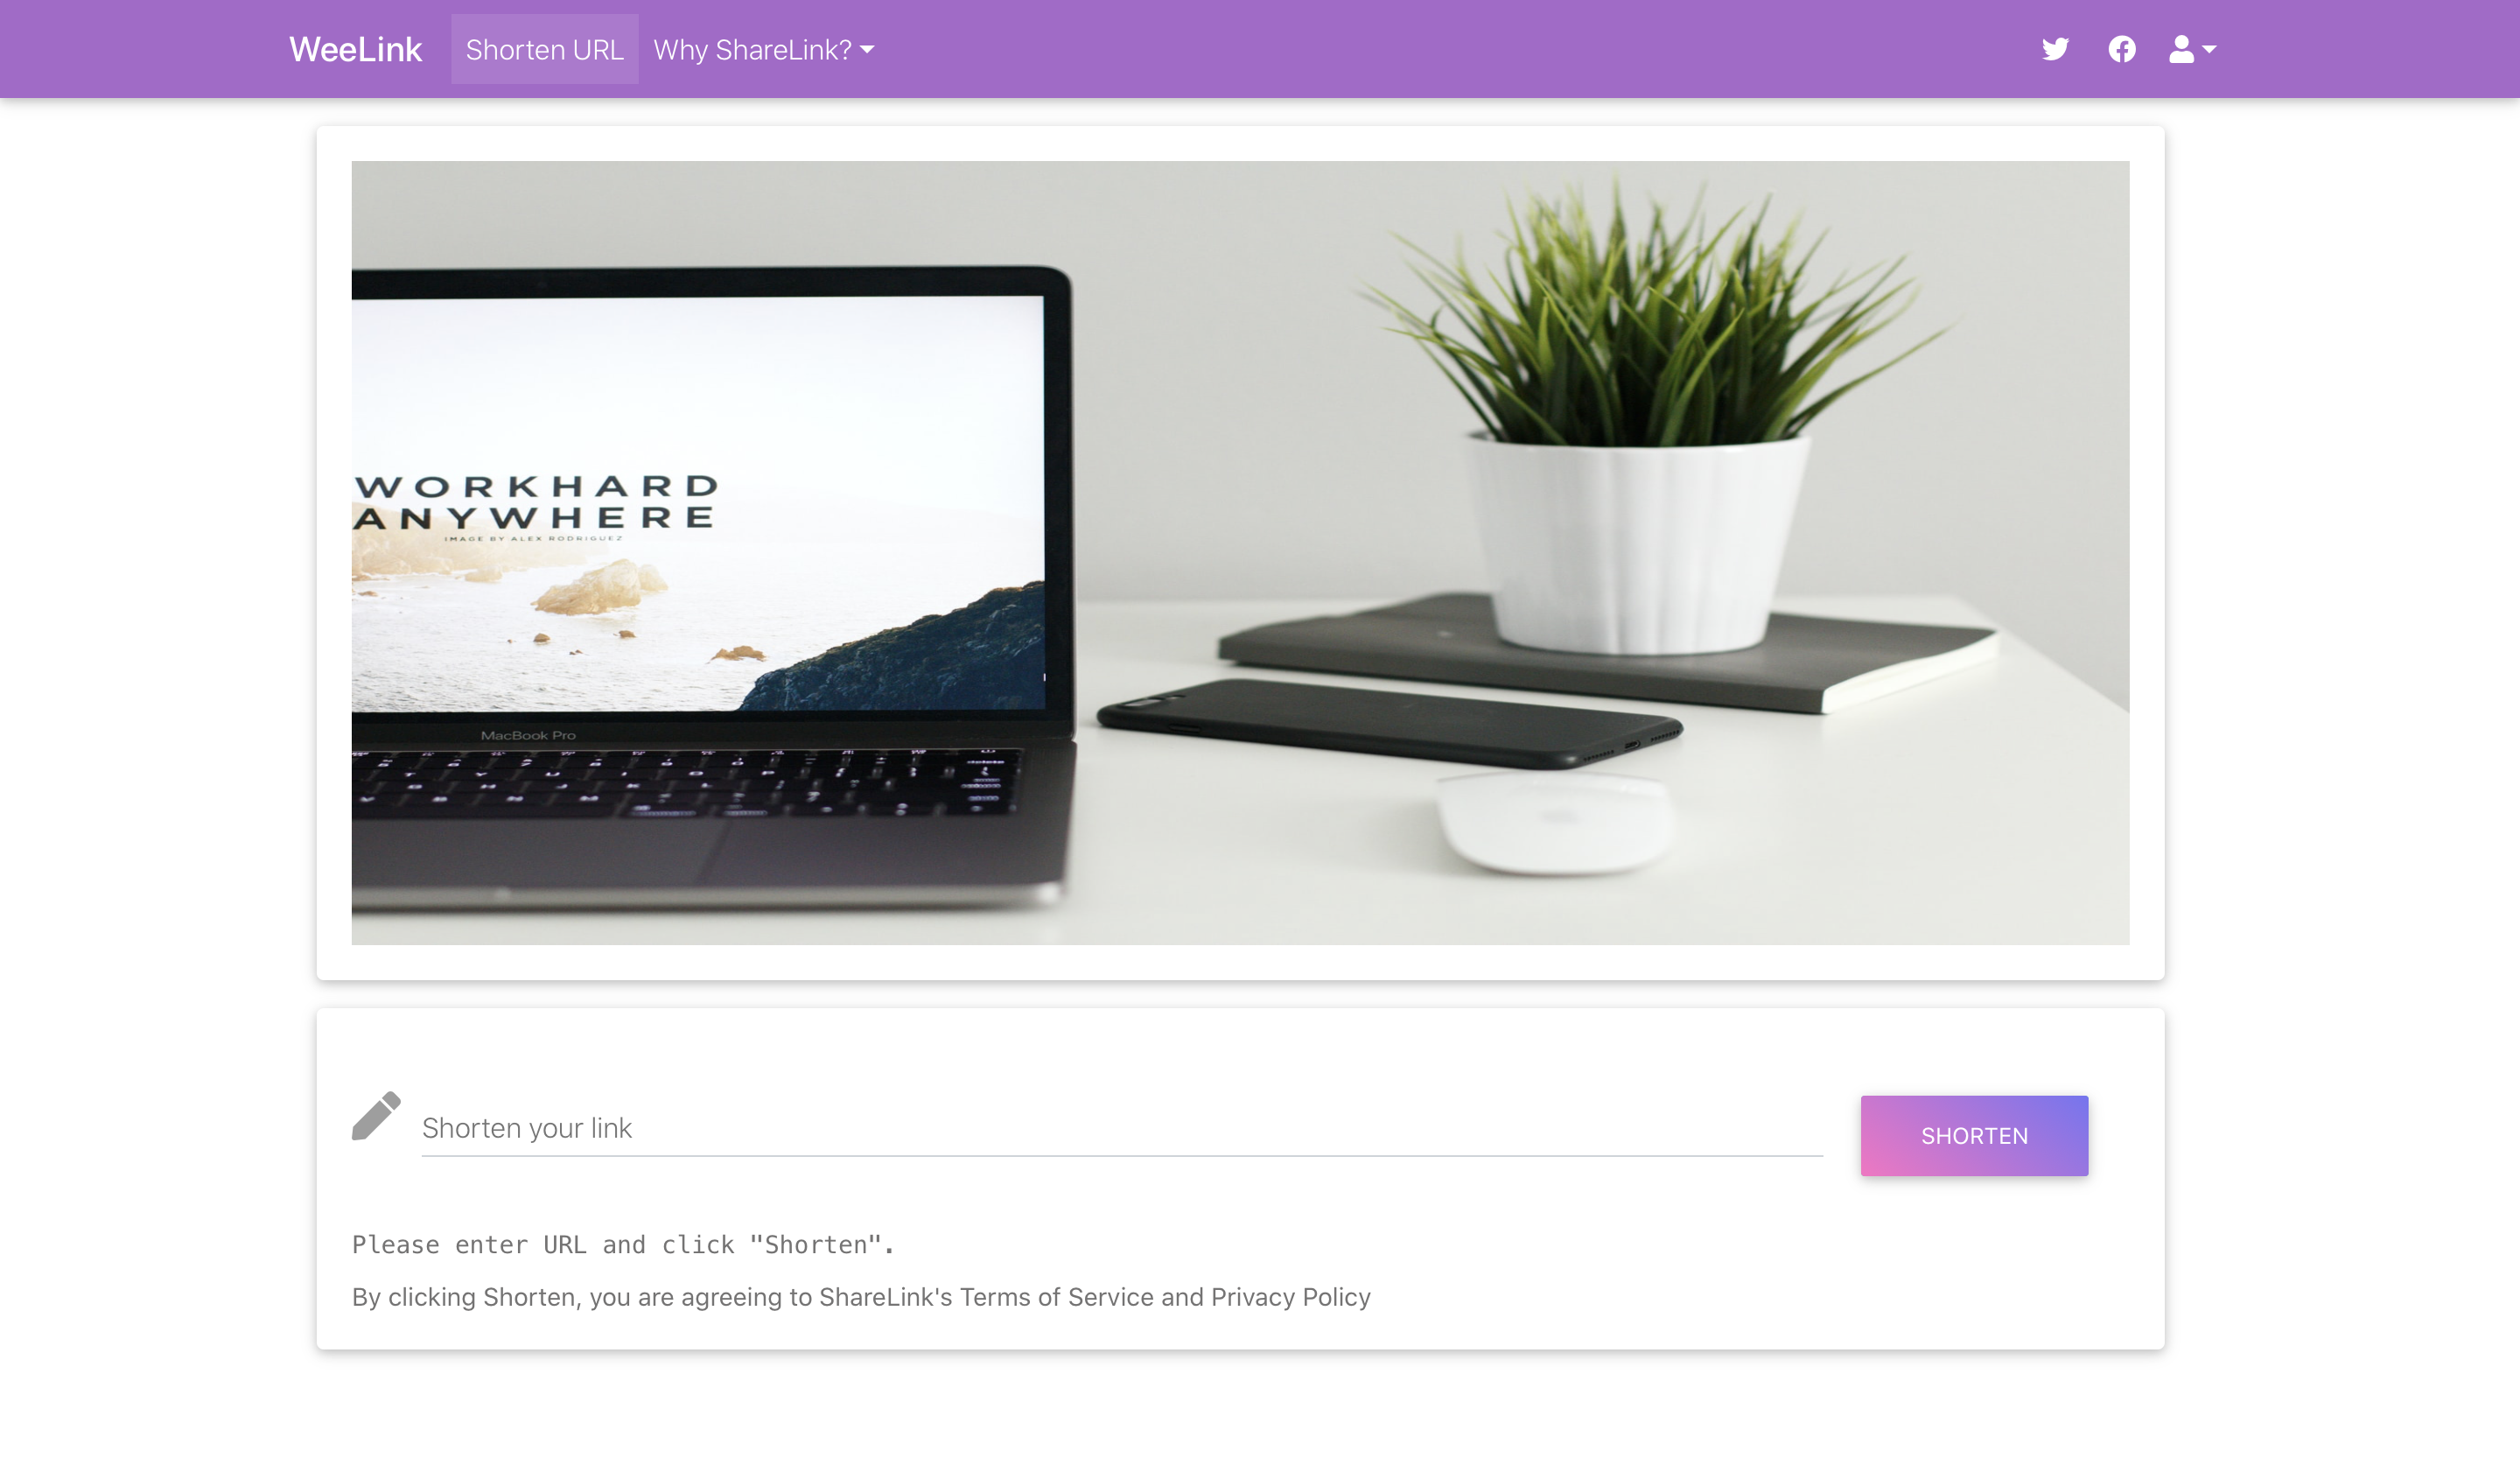 WeeLink
Shorten URL
Why ShareLink?
WORKHARD
ANYWHERE
IMAGE BY ALEX RODRIGUEZ
MacBook Pro
delete
Shorten your link
SHORTEN
Please enter URL and click "Shorten".
By clicking Shorten, you are agreeing to ShareLink's Terms of Service and Privacy Policy